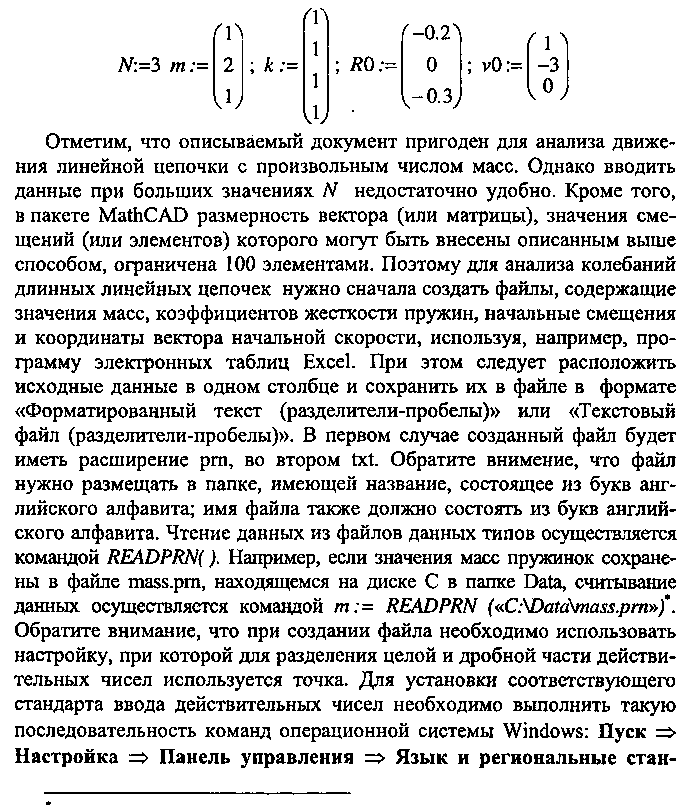 N:=3 m := (1 2 1) ; k := (1 1 1 1) ; R0 := (-0.2 0 -0.3) ; v0 := (1 -3 0)
Отметим, что описываемый документ пригоден для анализа движе-
ния линейной цепочки с произвольным числом масс. Однако вводить
данные при больших значениях N недостаточно удобно. Кроме того,
в пакете MathCAD размерность вектора (или матрицы), значения сме-
щений (или элементов) которого могут быть внесены описанным выше
способом, ограничена 100 элементами. Поэтому для анализа колебаний
длинных линейных цепочек нужно сначала создать файлы, содержащие
значения масс, коэффициентов жесткости пружин, начальные смещения
и координаты вектора начальной скорости, используя, например, про-
грамму электронных таблиц Excel. При этом следует расположить
исходные данные в одном столбце и сохранить их в файле в формате
«Форматированный текст (разделители-пробелы)» или «Текстовый
файл (разделители-пробелы)». В первом случае созданный файл будет
иметь расширение prn, во втором txt. Обратите внимание, что файл
нужно размещать в папке, имеющей название, состоящее из букв анг-
лийского алфавита; имя файла также должно состоять из букв англий-
ского алфавита. Чтение данных из файлов данных типов осуществляется
командой READPRN( ). Например, если значения масс пружинок сохране-
ны в файле mass.prn, находящемся на диске C в папке Data, считывание
данных осуществляется командой m := READPRN («C:\Data\mass.prn»)*.
Обратите внимание, что при создании файла необходимо использовать
настройку, при которой для разделения целой и дробной части действи-
тельных чисел используется точка. Для установки соответствующего
стандарта ввода действительных чисел необходимо выполнить такую
последовательность команд операционной системы Windows: Пуск ⇒
Настройка ⇒ Панель управления ⇒ Язык и региональные стан-